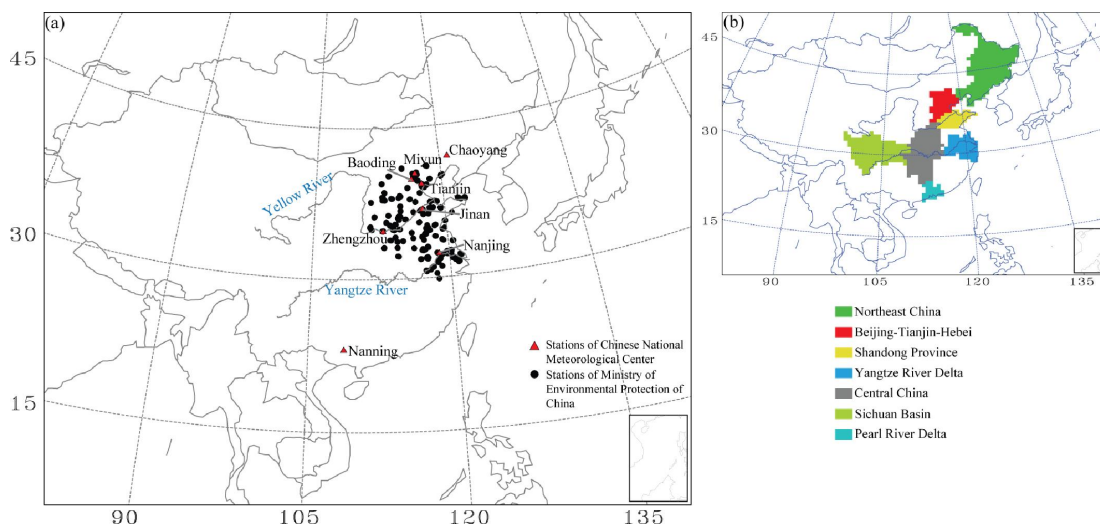 (a)
45
30
15
90
105
120
135
Chaoyang
Miyun
Baoding
Tianjin
Jinan
Zhengzhou
Nanjing
Nanning
Yellow River
Yangtze River
Stations of Chinese National
Meteorological Center
Stations of Ministry of
Environmental Protection of
China
(b)
45
30
15
90
105
120
135
Northeast China
Beijing-Tianjin-Hebei
Shandong Province
Yangtze River Delta
Central China
Sichuan Basin
Pearl River Delta